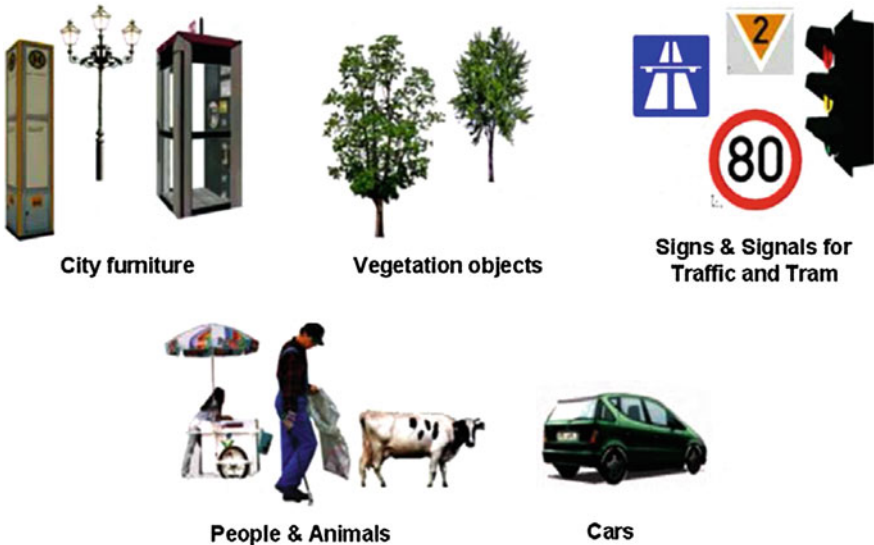 H
2
80
City furniture
Vegetation objects
Signs & Signals for
Traffic and Tram
People & Animals
Cars